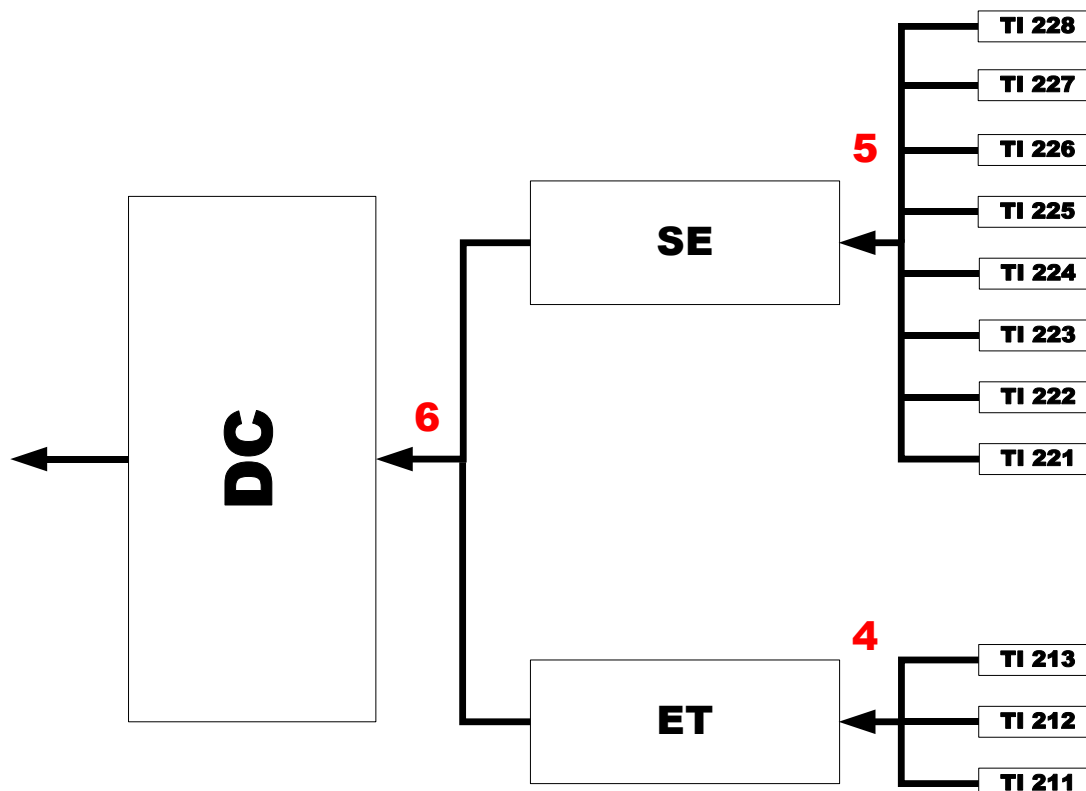 TI 228
TI 227
5
TI 226
SE
TI 225
TI 224
TI 223
TI 222
6
DC
TI 221
4
TI 213
ET
TI 212
TI 211